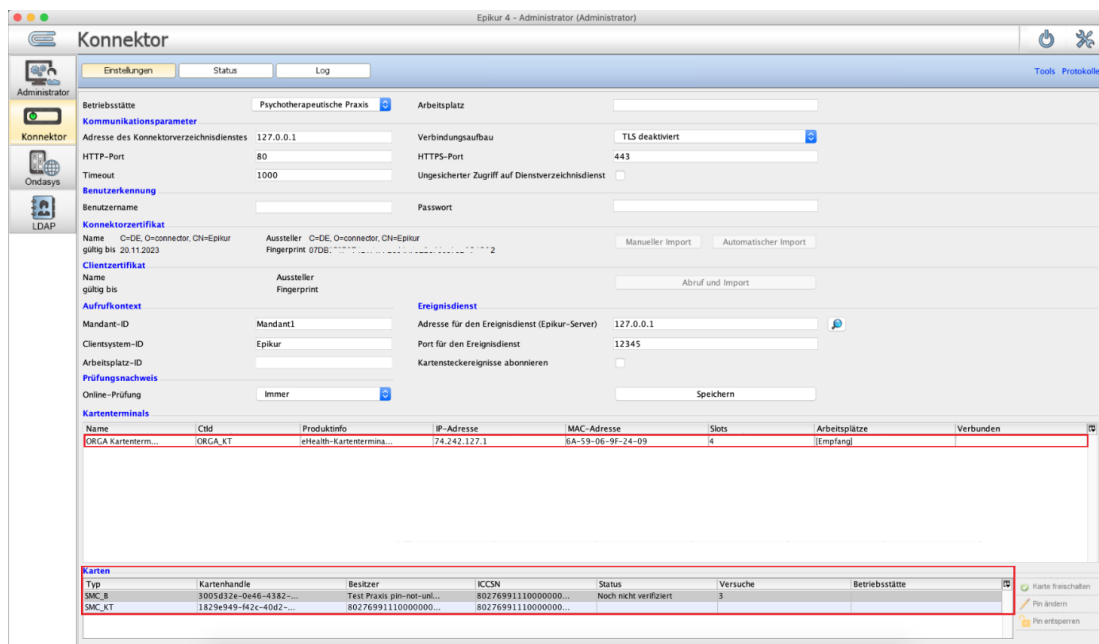 Epikur 4 - Administrator (Administrator)
Konnektor
Administrator
Konnektor
Ondasys
LDAP
Einstellungen Status Log Tools Protokolle
Betriebsstätte Psychotherapeutische Praxis Arbeitsplatz
Kommunikationsparameter
Adresse des Konnektorverzeichnisdienstes 127.0.0.1 Verbindungsaufbau TLS deaktiviert
HTTP-Port 80 HTTPS-Port 443
Timeout 1000 Ungesicherter Zugriff auf Dienstverzeichnisdienst
Benutzerkennung
Benutzername Passwort
Konnektorzertifikat
Name C=DE, O=connector, CN=Epikur Aussteller C=DE, O=connector, CN=Epikur Manueller Import Automatischer Import
gültig bis 20.11.2023 Fingerprint
Clientzertifikat
Name Aussteller Abruf und Import
gültig bis Fingerprint
Aufrufkontext Ereignisdienst
Mandant-ID Mandant1 Adresse für den Ereignisdienst (Epikur-Server) 127.0.0.1
Clientsystem-ID Epikur Port für den Ereignisdienst 12345
Arbeitsplatz-ID Kartensteckereignisse abonnieren
Prüfungsnachweis
Online-Prüfung Immer Speichern
Kartenterminals
Name CtId Produktinfo IP-Adresse MAC-Adresse Slots Arbeitsplätze Verbunden
ORGA Kartenterm... ORGA_KT eHealth-Kartentermina... 74.242.127.1 6A-59-06-9F-24-09 4 [Empfang]
Karten
Typ Kartenhandle Besitzer ICCSN Status Versuche Betriebsstätte
SMC_B 3005d32e-0e46-4382-... Test Praxis pin-not-unl... 80276991110000000... Noch nicht verifiziert 3
SMC_KT 1829e949-f42c-40d2-... 80276991110000000... 80276991110000000...
Karte freischalten
Pin ändern
Pin entsperren